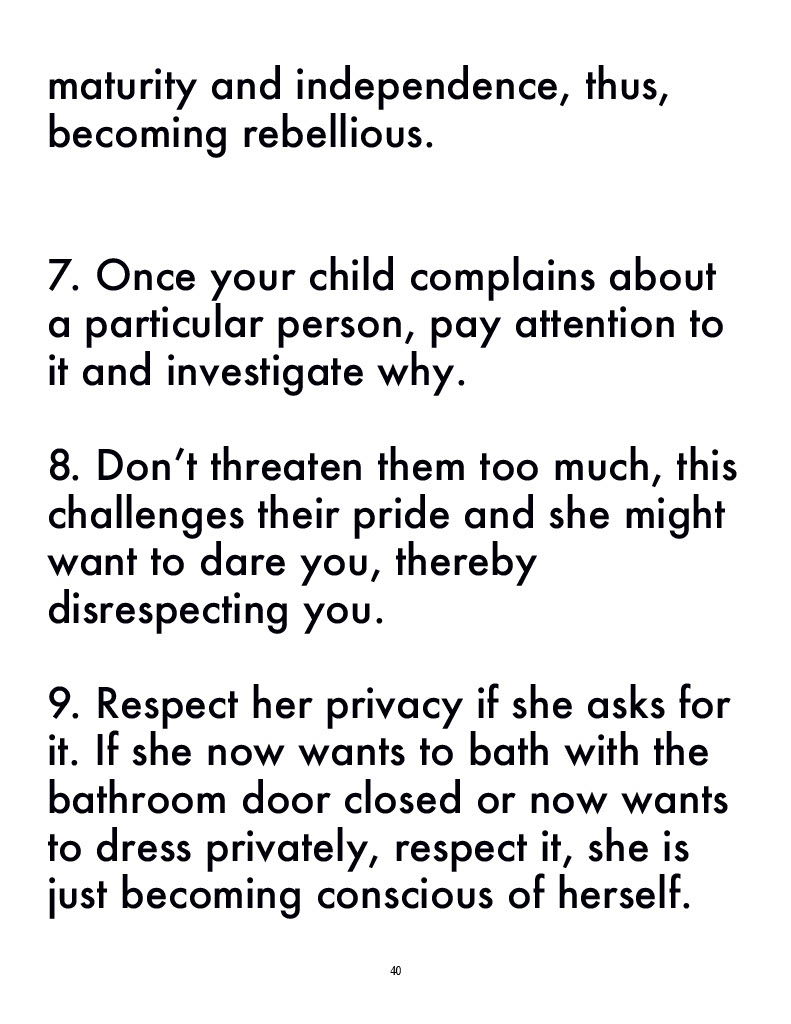 maturity and independence, thus,
becoming rebellious.
7. Once your child complains about
a particular person, pay attention to
it and investigate why.
8. Don’t threaten them too much, this
challenges their pride and she might
want to dare you, thereby
disrespecting you.
9. Respect her privacy if she asks for
it. If she now wants to bath with the
bathroom door closed or now wants
to dress privately, respect it, she is
just becoming conscious of herself.
40